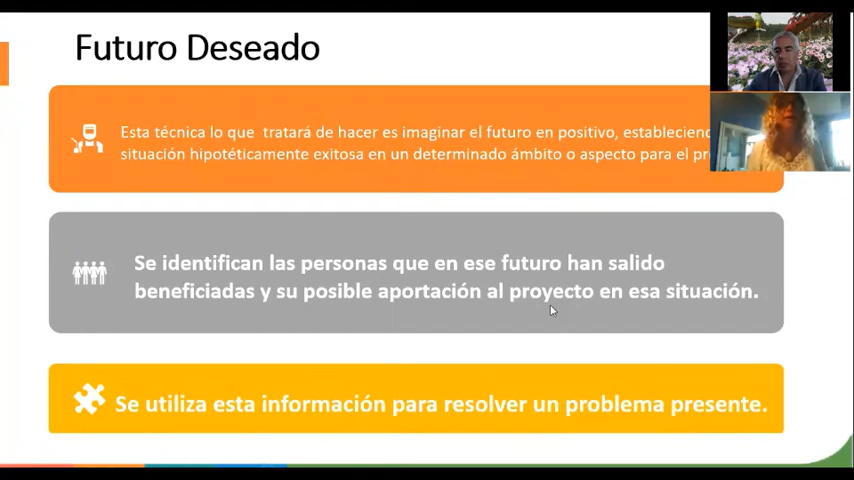 Futuro Deseado
Esta técnica lo que tratará de hacer es imaginar el futuro en positivo,
situación hipotéticamente exitosa en un determinado ámbito o aspecto para el
Se identifican las personas que en ese futuro han salido
beneficiadas y su posible aportación al proyecto en esa situación.
Se utiliza esta información para resolver un problema presente.